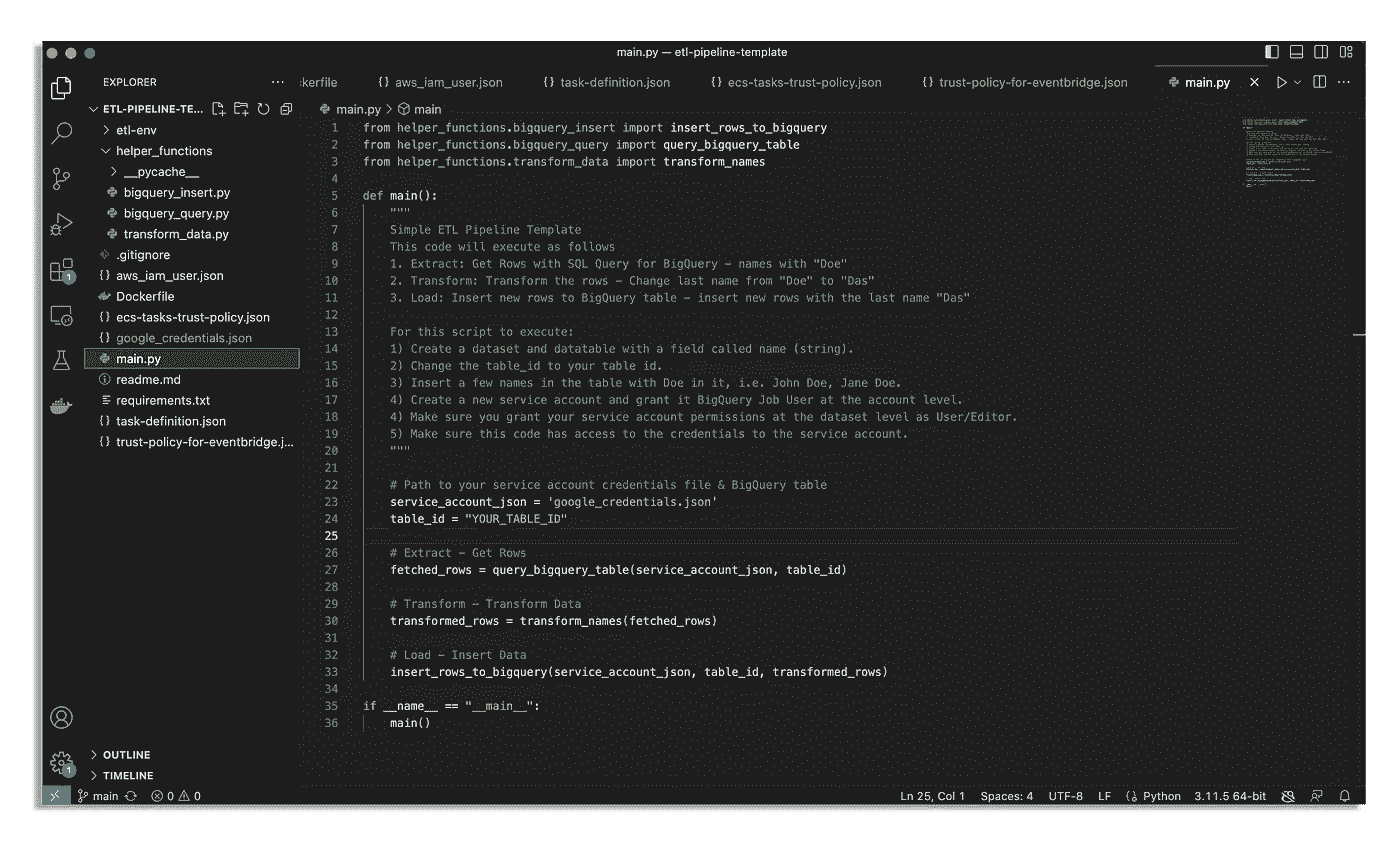 main.py — etl-pipeline-template
EXPLORER
ckerfile
{} aws_iam_user.json
{} task-definition.json
{} ecs-tasks-trust-policy.json
{} trust-policy-for-eventbridge.json
main.py
ETL-PIPELINE-TE...
etl-env
helper_functions
__pycache__
bigquery_insert.py
bigquery_query.py
transform_data.py
.gitignore
{} aws_iam_user.json
Dockerfile
{} ecs-tasks-trust-policy.json
{} google_credentials.json
main.py
readme.md
requirements.txt
{} task-definition.json
{} trust-policy-for-eventbridge.j...
OUTLINE
TIMELINE
main.py > main
1 from helper_functions.bigquery_insert import insert_rows_to_bigquery
2 from helper_functions.bigquery_query import query_bigquery_table
3 from helper_functions.transform_data import transform_names
4
5 def main():
6 """
7 Simple ETL Pipeline Template
8 This code will execute as follows
9 1. Extract: Get Rows with SQL Query for BigQuery - names with "Doe"
10 2. Transform: Transform the rows - Change last name from "Doe" to "Das"
11 3. Load: Insert new rows to BigQuery table - insert new rows with the last name "Das"
12
13 For this script to execute:
14 1) Create a dataset and datatable with a field called name (string).
15 2) Change the table_id to your table id.
16 3) Insert a few names in the table with Doe in it, i.e. John Doe, Jane Doe.
17 4) Create a new service account and grant it BigQuery Job User at the account level.
18 4) Make sure you grant your service account permissions at the dataset level as User/Editor.
19 5) Make sure this code has access to the credentials to the service account.
20 """
21
22 # Path to your service account credentials file & BigQuery table
23 service_account_json = 'google_credentials.json'
24 table_id = "YOUR_TABLE_ID"
25
26 # Extract - Get Rows
27 fetched_rows = query_bigquery_table(service_account_json, table_id)
28
29 # Transform - Transform Data
30 transformed_rows = transform_names(fetched_rows)
31
32 # Load - Insert Data
33 insert_rows_to_bigquery(service_account_json, table_id, transformed_rows)
34
35 if __name__ == "__main__":
36 main()
1
1
main
0 0
Ln 25, Col 1
Spaces: 4
UTF-8
LF
Python
3.11.5 64-bit